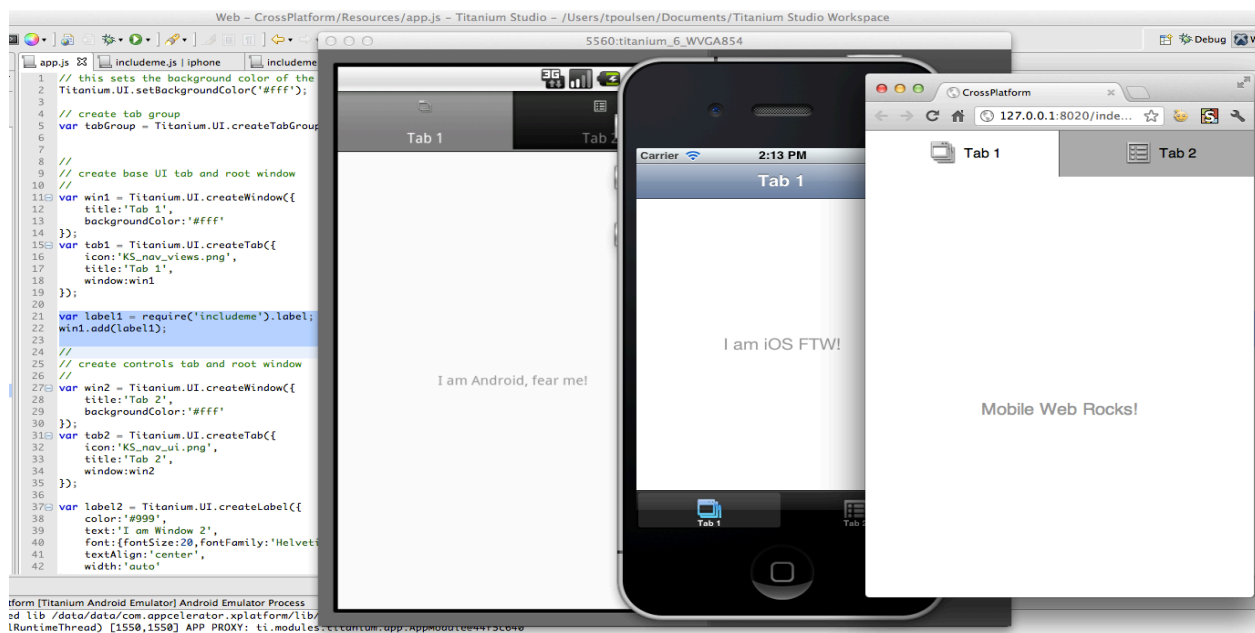 Web – CrossPlatform/Resources/app.js – Titanium Studio – /Users/tpoulsen/Documents/Titanium Studio Workspace
Debug
app.js
includeme.js | iphone
includeme
1 // this sets the background color of the
2 Titanium.UI.setBackgroundColor('#fff');
3
4 // create tab group
5 var tabGroup = Titanium.UI.createTabGroup
6
7
8 //
9 // create base UI tab and root window
10 //
11 var win1 = Titanium.UI.createWindow({
12 title:'Tab 1',
13 backgroundColor:'#fff'
14 });
15 var tab1 = Titanium.UI.createTab({
16 icon:'KS_nav_views.png',
17 title:'Tab 1',
18 window:win1
19 });
20
21 var label1 = require('includeme').label;
22 win1.add(label1);
23
24 //
25 // create controls tab and root window
26 //
27 var win2 = Titanium.UI.createWindow({
28 title:'Tab 2',
29 backgroundColor:'#fff'
30 });
31 var tab2 = Titanium.UI.createTab({
32 icon:'KS_nav_ui.png',
33 title:'Tab 2',
34 window:win2
35 });
36
37 var label2 = Titanium.UI.createLabel({
38 color:'#999',
39 text:'I am Window 2',
40 font:{fontSize:20,fontFamily:'Helveti
41 textAlign:'center',
42 width:'auto'
tform [Titanium Android Emulator] Android Emulator Process
ed lib /data/data/com.appcelerator.xplatform/lib/
lRuntimeThread) [1550,1550] APP PROXY: ti.modules.titanium.app.AppModule@44f5c640
5560:titanium_6_WVGA854
3G
Tab 1
Tab 2
I am Android, fear me!
Carrier
2:13 PM
Tab 1
I am iOS FTW!
Tab 1
Tab 2
CrossPlatform
127.0.0.1:8020/inde...
Tab 1
Tab 2
Mobile Web Rocks!